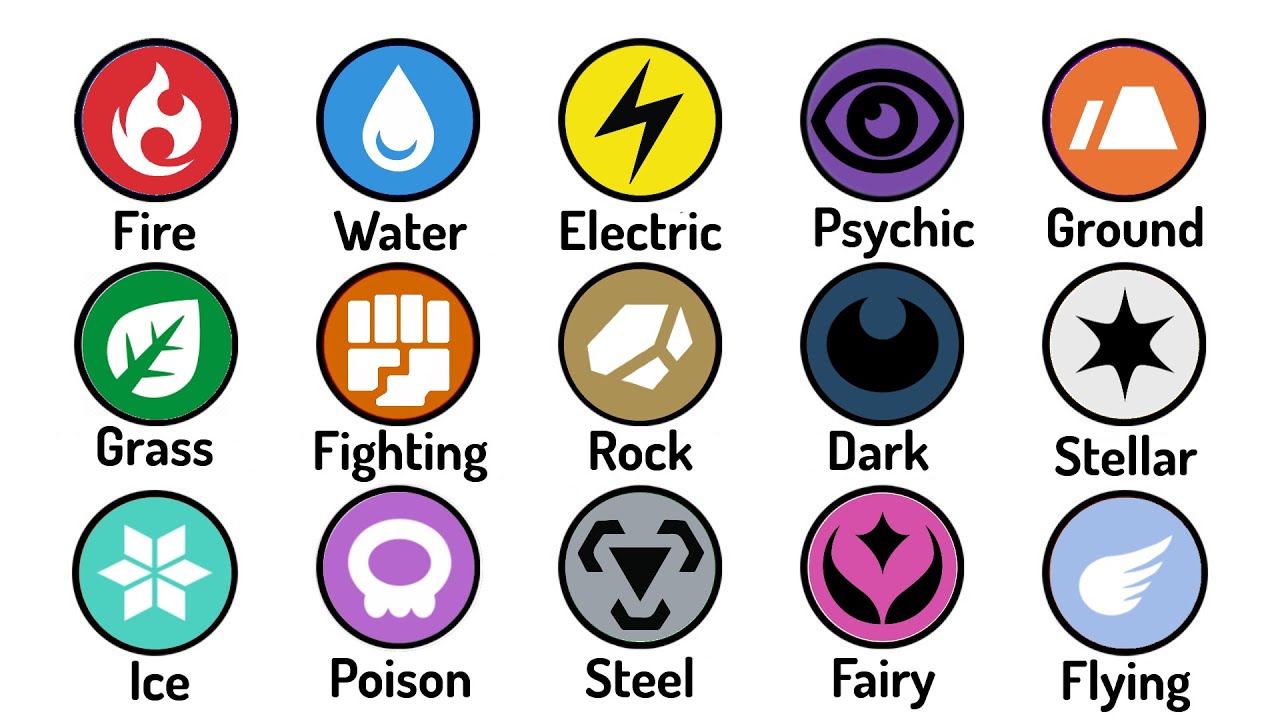 Fire
Water
Electric
Psychic
Ground
Grass
Fighting
Rock
Dark
Stellar
Ice
Poison
Steel
Fairy
Flying